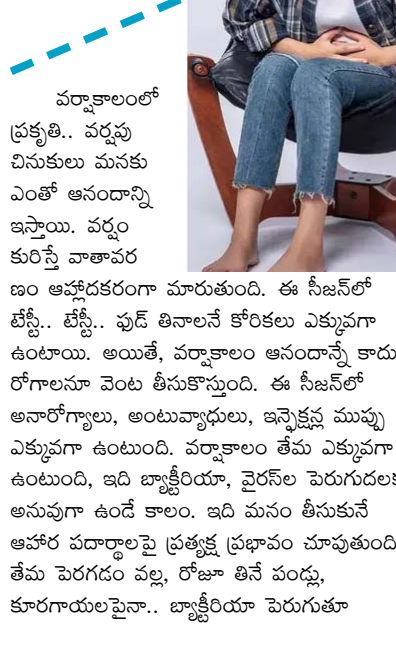 వర్షాకాలంలో
ప్రకృతి.. వర్షపు
చినుకులు మనకు
ఎంతో ఆనందాన్ని
ఇస్తాయి. వర్షం
కురిస్తే వాతావర
ణం ఆహ్లాదకరంగా మారుతుంది. ఈ సీజన్‌లో
టేస్టీ.. టేస్టీ.. ఫుడ్ తినాలనే కోరికలు ఎక్కువగా
ఉంటాయి. అయితే, వర్షాకాలం ఆనందాన్నే కాదు
రోగాలనూ వెంట తీసుకొస్తుంది. ఈ సీజన్‌లో
అనారోగ్యాలు, అంటువ్యాధులు, ఇన్ఫెక్షన్ల ముప్పు
ఎక్కువగా ఉంటుంది. వర్షాకాలం తేమ ఎక్కువగా
ఉంటుంది, ఇది బ్యాక్టీరియా, వైరస్‌ల పెరుగుదలక
అనువుగా ఉండే కాలం. ఇది మనం తీసుకునే
ఆహార పదార్థాలపై ప్రత్యక్ష ప్రభావం చూపుతుంది
తేమ పెరగడం వల్ల, రోజూ తినే పండ్లు,
కూరగాయలపైనా.. బ్యాక్టీరియా పెరుగుతూ